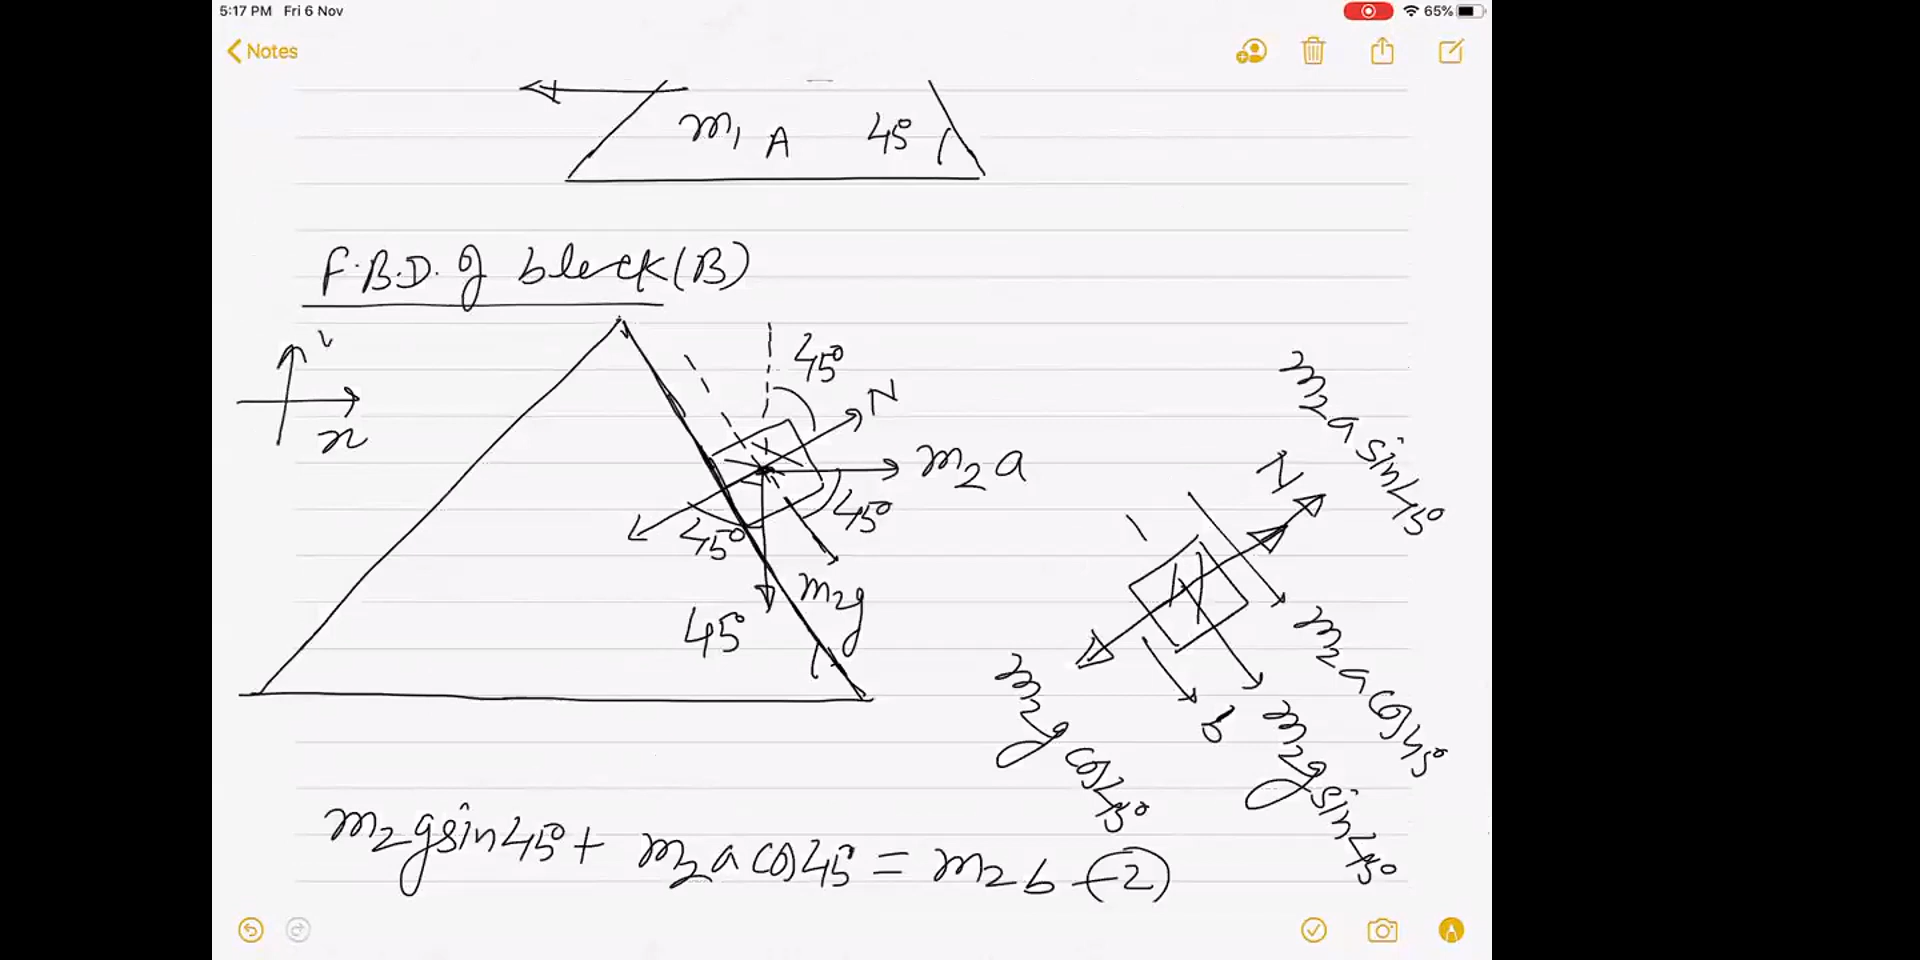 5:17 PM Fri 6 Nov
65%
Notes
m₁ A 45°
F.B.D. of block (B)
45°
N
x
m₂a
45°
45°
m₂g
45°
m₂a sin45°
N
m₂a cos45°
b
m₂g cos45°
m₂g sin45°
m₂g sin45° + m₂a cos45° = m₂b —(2)